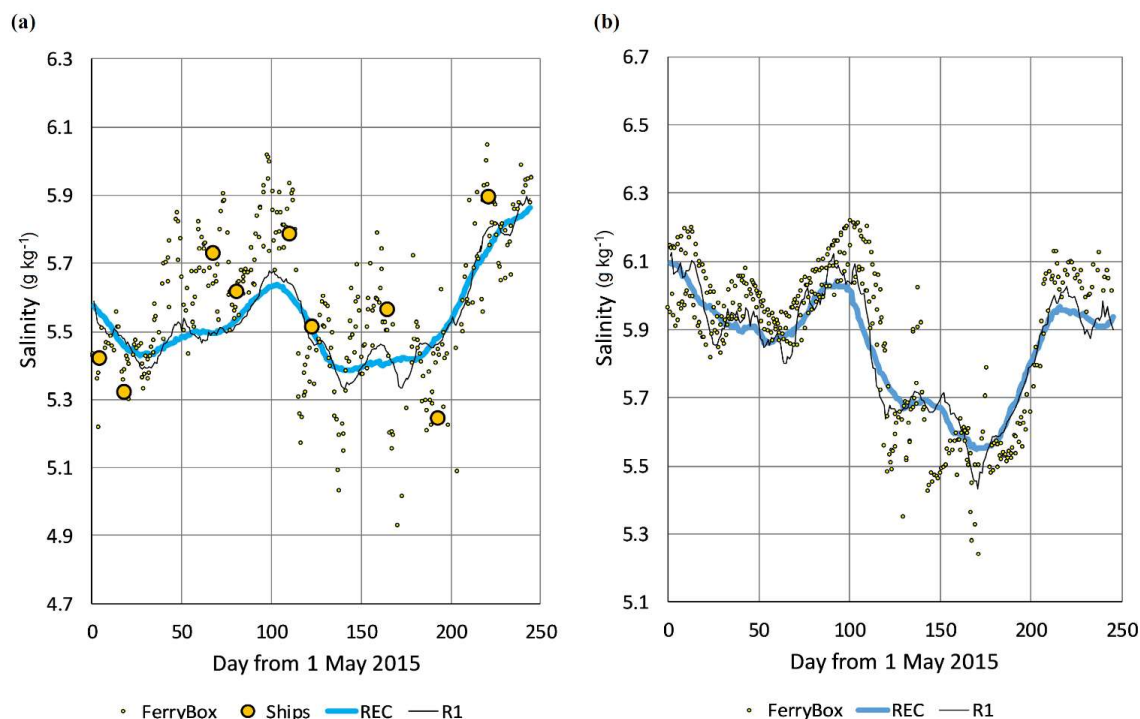 (a)
6.3
6.1
5.9
5.7
5.5
5.3
5.1
4.9
4.7
Salinity (g kg⁻¹)
0 50 100 150 200 250
Day from 1 May 2015
FerryBox Ships REC R1
(b)
6.7
6.5
6.3
6.1
5.9
5.7
5.5
5.3
5.1
Salinity (g kg⁻¹)
0 50 100 150 200 250
Day from 1 May 2015
FerryBox REC R1